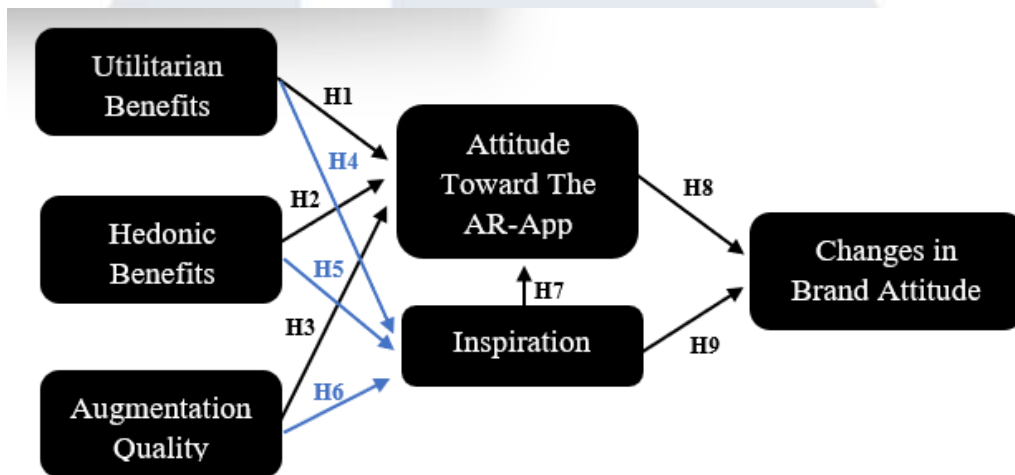 Utilitarian
Benefits
H1
H4
Attitude
Toward The
AR-App
H2
Hedonic
Benefits
H5
H8
Changes in
Brand Attitude
H7
H3
Inspiration
H9
H6
Augmentation
Quality